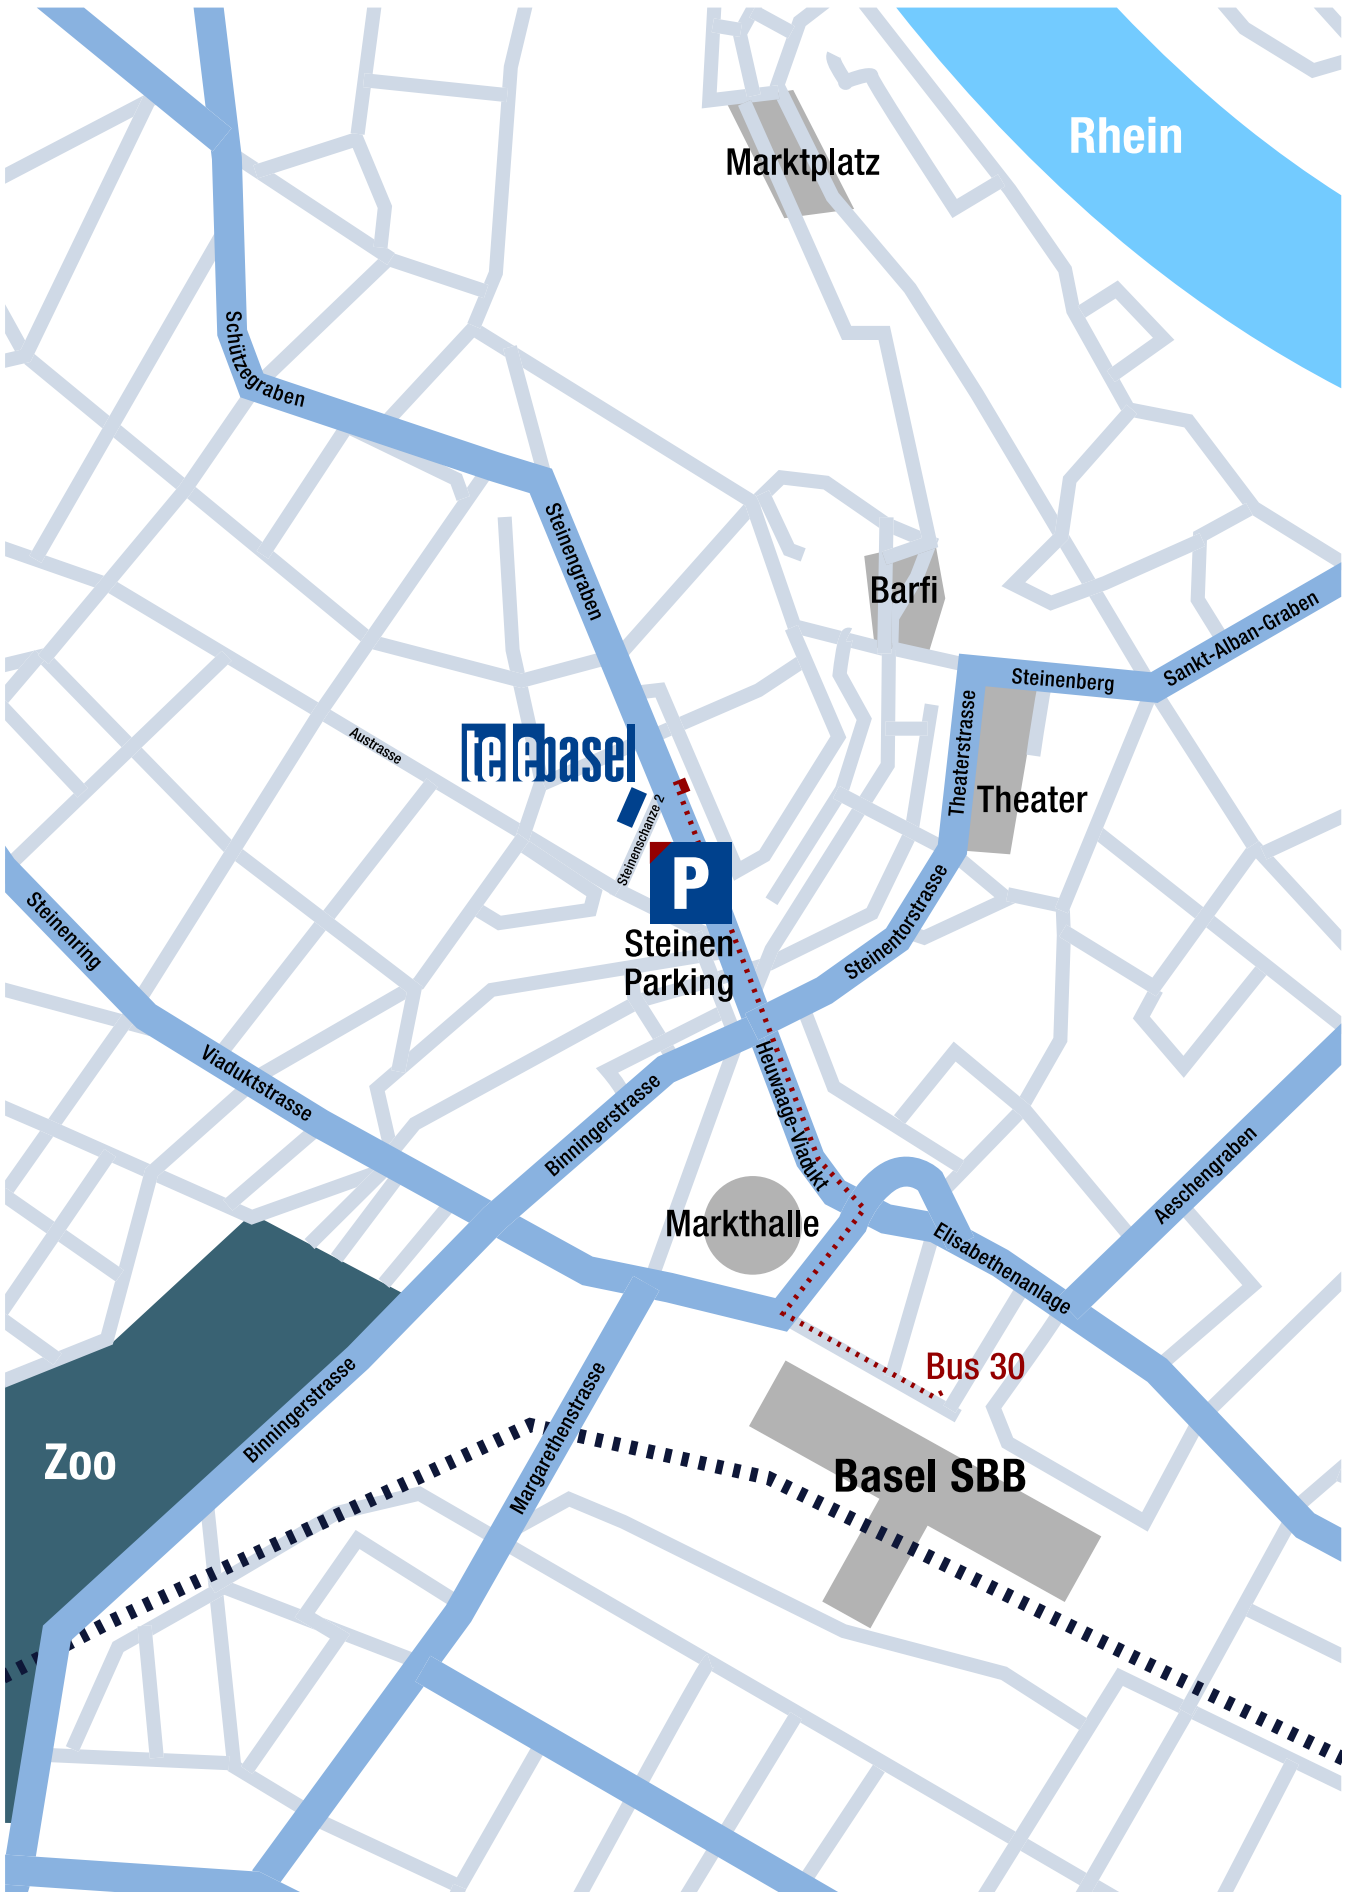 Rhein
Marktplatz
Schützegraben
Steinengraben
Barfi
Sankt-Alban-Graben
Steinenberg
Theaterstrasse
telebasel
Austrasse
Theater
Steinenschanze 2
P
Steinen
Parking
Steinentorstrasse
Steinenring
Viaduktstrasse
Heuwaage-Viadukt
Binningerstrasse
Aeschengraben
Markthalle
Elisabethenanlage
Bus 30
Binningerstrasse
Margarethenstrasse
Zoo
Basel SBB